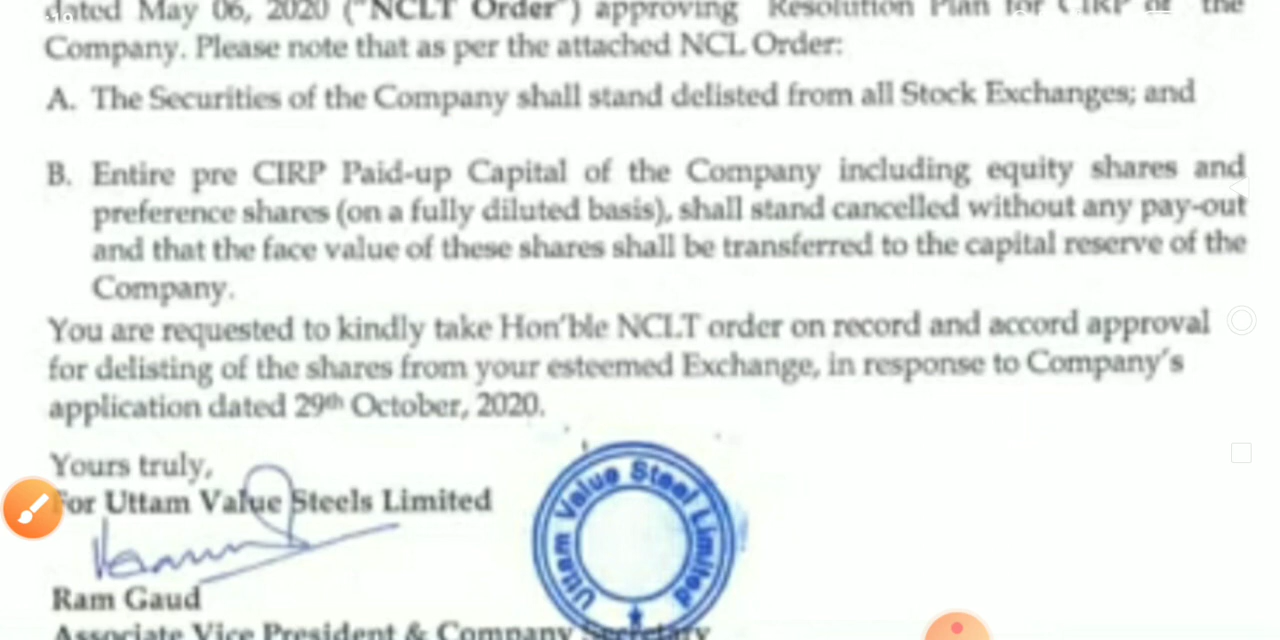 dated May 06, 2020 ("NCLT Order") approving Resolution Plan for CIRP of the
Company. Please note that as per the attached NCL Order:
A. The Securities of the Company shall stand delisted from all Stock Exchanges; and
B. Entire pre CIRP Paid-up Capital of the Company including equity shares and
preference shares (on a fully diluted basis), shall stand cancelled without any pay-out
and that the face value of these shares shall be transferred to the capital reserve of the
Company.
You are requested to kindly take Hon'ble NCLT order on record and accord approval
for delisting of the shares from your esteemed Exchange, in response to Company's
application dated 29th October, 2020.
Yours truly,
For Uttam Value Steels Limited
Uttam Value Steel Limited
Ram Gaud
Associate Vice President & Company Secretary